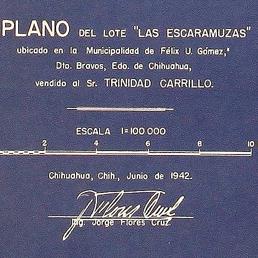 PLANO DEL LOTE "LAS ESCARAMUZAS"
ubicado en la Municipalidad de Félix U. Gómez,"
Dto. Bravos, Edo. de Chihuahua,
vendido al Sr. TRINIDAD CARRILLO.
ESCALA 1=100 000
2 4 6 8 10
Chihuahua, Chih., Junio de 1942.
Ing. Jorge Flores Cruz.